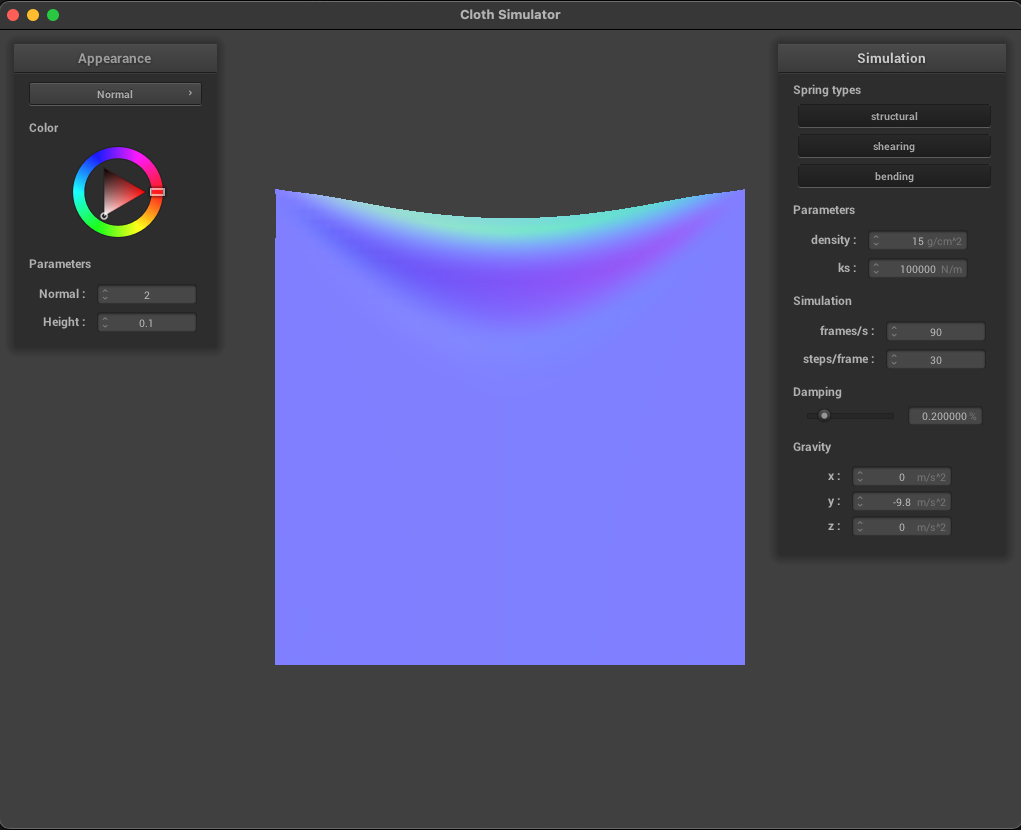 Cloth Simulator
Appearance
Normal
Color
Parameters
Normal : 2
Height : 0.1
Simulation
Spring types
structural
shearing
bending
Parameters
density : 15 g/cm^2
ks : 100000 N/m
Simulation
frames/s : 90
steps/frame : 30
Damping
0.200000 %
Gravity
x : 0 m/s^2
y : -9.8 m/s^2
z : 0 m/s^2